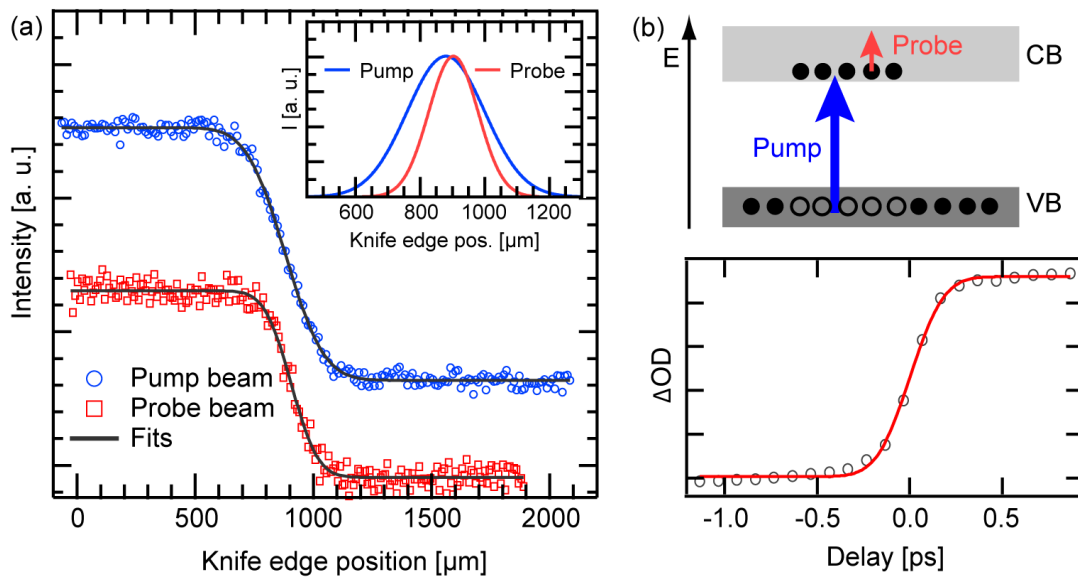 (a)
Intensity [a. u.]
Pump beam
Probe beam
Fits
0
500
1000
1500
2000
Knife edge position [µm]
I [a. u.]
Pump
Probe
600
800
1000
1200
Knife edge pos. [µm]
(b)
E
Probe
CB
Pump
VB
ΔOD
-1.0
-0.5
0.0
0.5
Delay [ps]